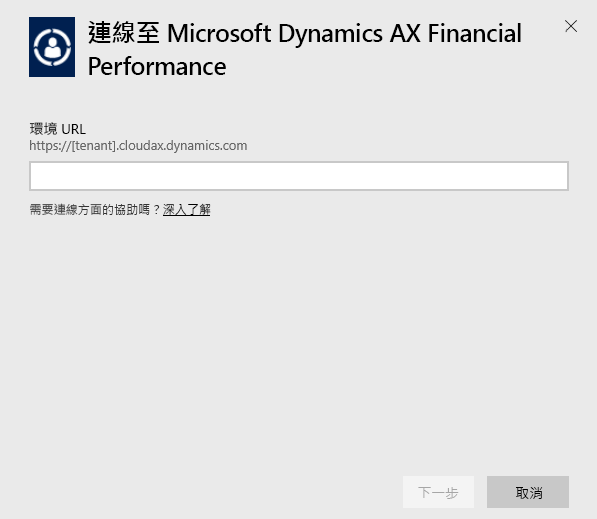 連線至 Microsoft Dynamics AX Financial
Performance
環境 URL
https://[tenant].cloudax.dynamics.com
需要連線方面的協助嗎？深入了解
下一步
取消